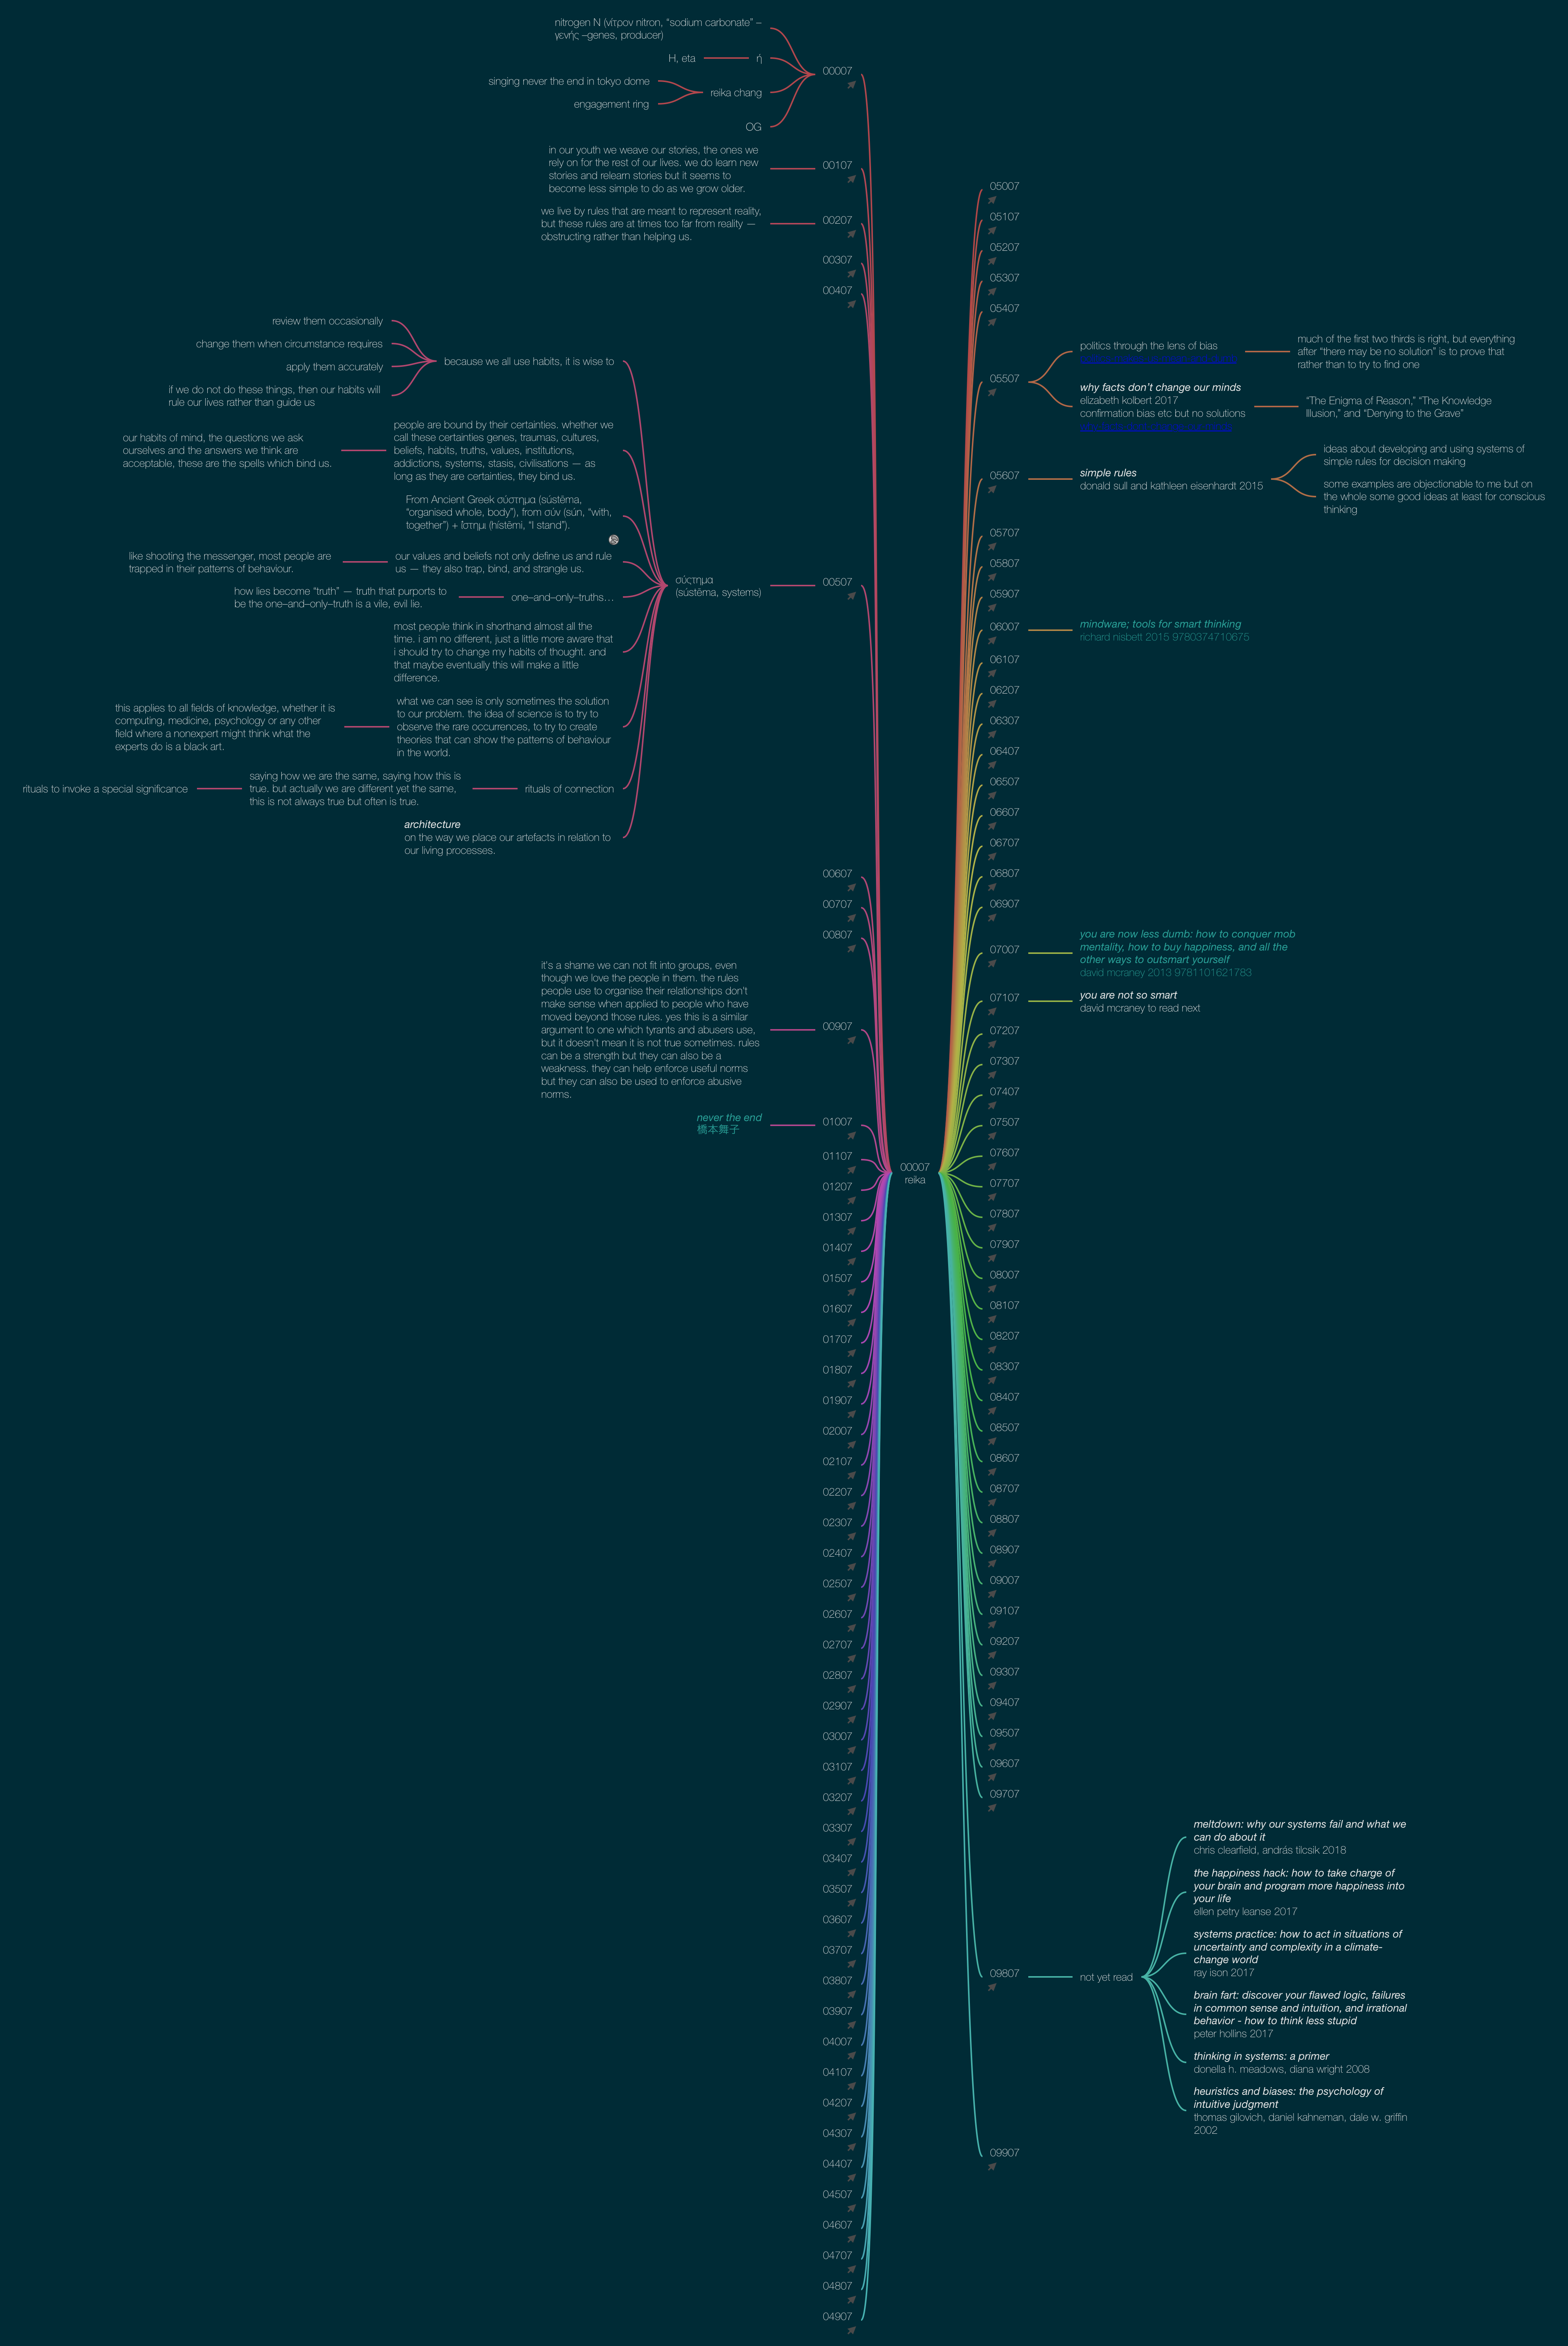 nitrogen N (νίτρον nitron, “sodium carbonate” –
γενής –genes, producer)
H, eta
ή
singing never the end in tokyo dome
engagement ring
reika chang
OG
00007
in our youth we weave our stories, the ones we
rely on for the rest of our lives. we do learn new
stories and relearn stories but it seems to
become less simple to do as we grow older.
00107
we live by rules that are meant to represent reality,
but these rules are at times too far from reality —
obstructing rather than helping us.
00207
00307
00407
review them occasionally
change them when circumstance requires
apply them accurately
if we do not do these things, then our habits will
rule our lives rather than guide us
because we all use habits, it is wise to
our habits of mind, the questions we ask
ourselves and the answers we think are
acceptable, these are the spells which bind us.
people are bound by their certainties. whether we
call these certainties genes, traumas, cultures,
beliefs, habits, truths, values, institutions,
addictions, systems, stasis, civilisations — as
long as they are certainties, they bind us.
From Ancient Greek σύστημα (sústēma,
“organised whole, body”), from σύν (sún, “with,
together”) + ἵστημι (hístēmi, “I stand”).
like shooting the messenger, most people are
trapped in their patterns of behaviour.
our values and beliefs not only define us and rule
us — they also trap, bind, and strangle us.
how lies become “truth” — truth that purports to
be the one–and–only–truth is a vile, evil lie.
one–and–only–truths…
most people think in shorthand almost all the
time. i am no different, just a little more aware that
i should try to change my habits of thought. and
that maybe eventually this will make a little
difference.
this applies to all fields of knowledge, whether it is
computing, medicine, psychology or any other
field where a nonexpert might think what the
experts do is a black art.
what we can see is only sometimes the solution
to our problem. the idea of science is to try to
observe the rare occurrences, to try to create
theories that can show the patterns of behaviour
in the world.
rituals to invoke a special significance
saying how we are the same, saying how this is
true. but actually we are different yet the same,
this is not always true but often is true.
rituals of connection
architecture
on the way we place our artefacts in relation to
our living processes.
σύςτημα
(sústēma, systems)
00507
00607
00707
00807
it’s a shame we can not fit into groups, even
though we love the people in them. the rules
people use to organise their relationships don’t
make sense when applied to people who have
moved beyond those rules. yes this is a similar
argument to one which tyrants and abusers use,
but it doesn’t mean it is not true sometimes. rules
can be a strength but they can also be a
weakness. they can help enforce useful norms
but they can also be used to enforce abusive
norms.
00907
never the end
橋本舞子
01007
01107
01207
01307
01407
01507
01607
01707
01807
01907
02007
02107
02207
02307
02407
02507
02607
02707
02807
02907
03007
03107
03207
03307
03407
03507
03607
03707
03807
03907
04007
04107
04207
04307
04407
04507
04607
04707
04807
04907
00007
reika
05007
05107
05207
05307
05407
05507
politics through the lens of bias
much of the first two thirds is right, but everything
after “there may be no solution” is to prove that
rather than to try to find one
why facts don’t change our minds
elizabeth kolbert 2017
confirmation bias etc but no solutions
“The Enigma of Reason,” “The Knowledge
Illusion,” and “Denying to the Grave”
05607
simple rules
donald sull and kathleen eisenhardt 2015
ideas about developing and using systems of
simple rules for decision making
some examples are objectionable to me but on
the whole some good ideas at least for conscious
thinking
05707
05807
05907
06007
mindware; tools for smart thinking
richard nisbett 2015 9780374710675
06107
06207
06307
06407
06507
06607
06707
06807
06907
07007
you are now less dumb: how to conquer mob
mentality, how to buy happiness, and all the
other ways to outsmart yourself
david mcraney 2013 9781101621783
07107
you are not so smart
david mcraney to read next
07207
07307
07407
07507
07607
07707
07807
07907
08007
08107
08207
08307
08407
08507
08607
08707
08807
08907
09007
09107
09207
09307
09407
09507
09607
09707
09807
not yet read
meltdown: why our systems fail and what we
can do about it
chris clearfield, andrás tilcsik 2018
the happiness hack: how to take charge of
your brain and program more happiness into
your life
ellen petry leanse 2017
systems practice: how to act in situations of
uncertainty and complexity in a climate-
change world
ray ison 2017
brain fart: discover your flawed logic, failures
in common sense and intuition, and irrational
behavior - how to think less stupid
peter hollins 2017
thinking in systems: a primer
donella h. meadows, diana wright 2008
heuristics and biases: the psychology of
intuitive judgment
thomas gilovich, daniel kahneman, dale w. griffin
2002
09907